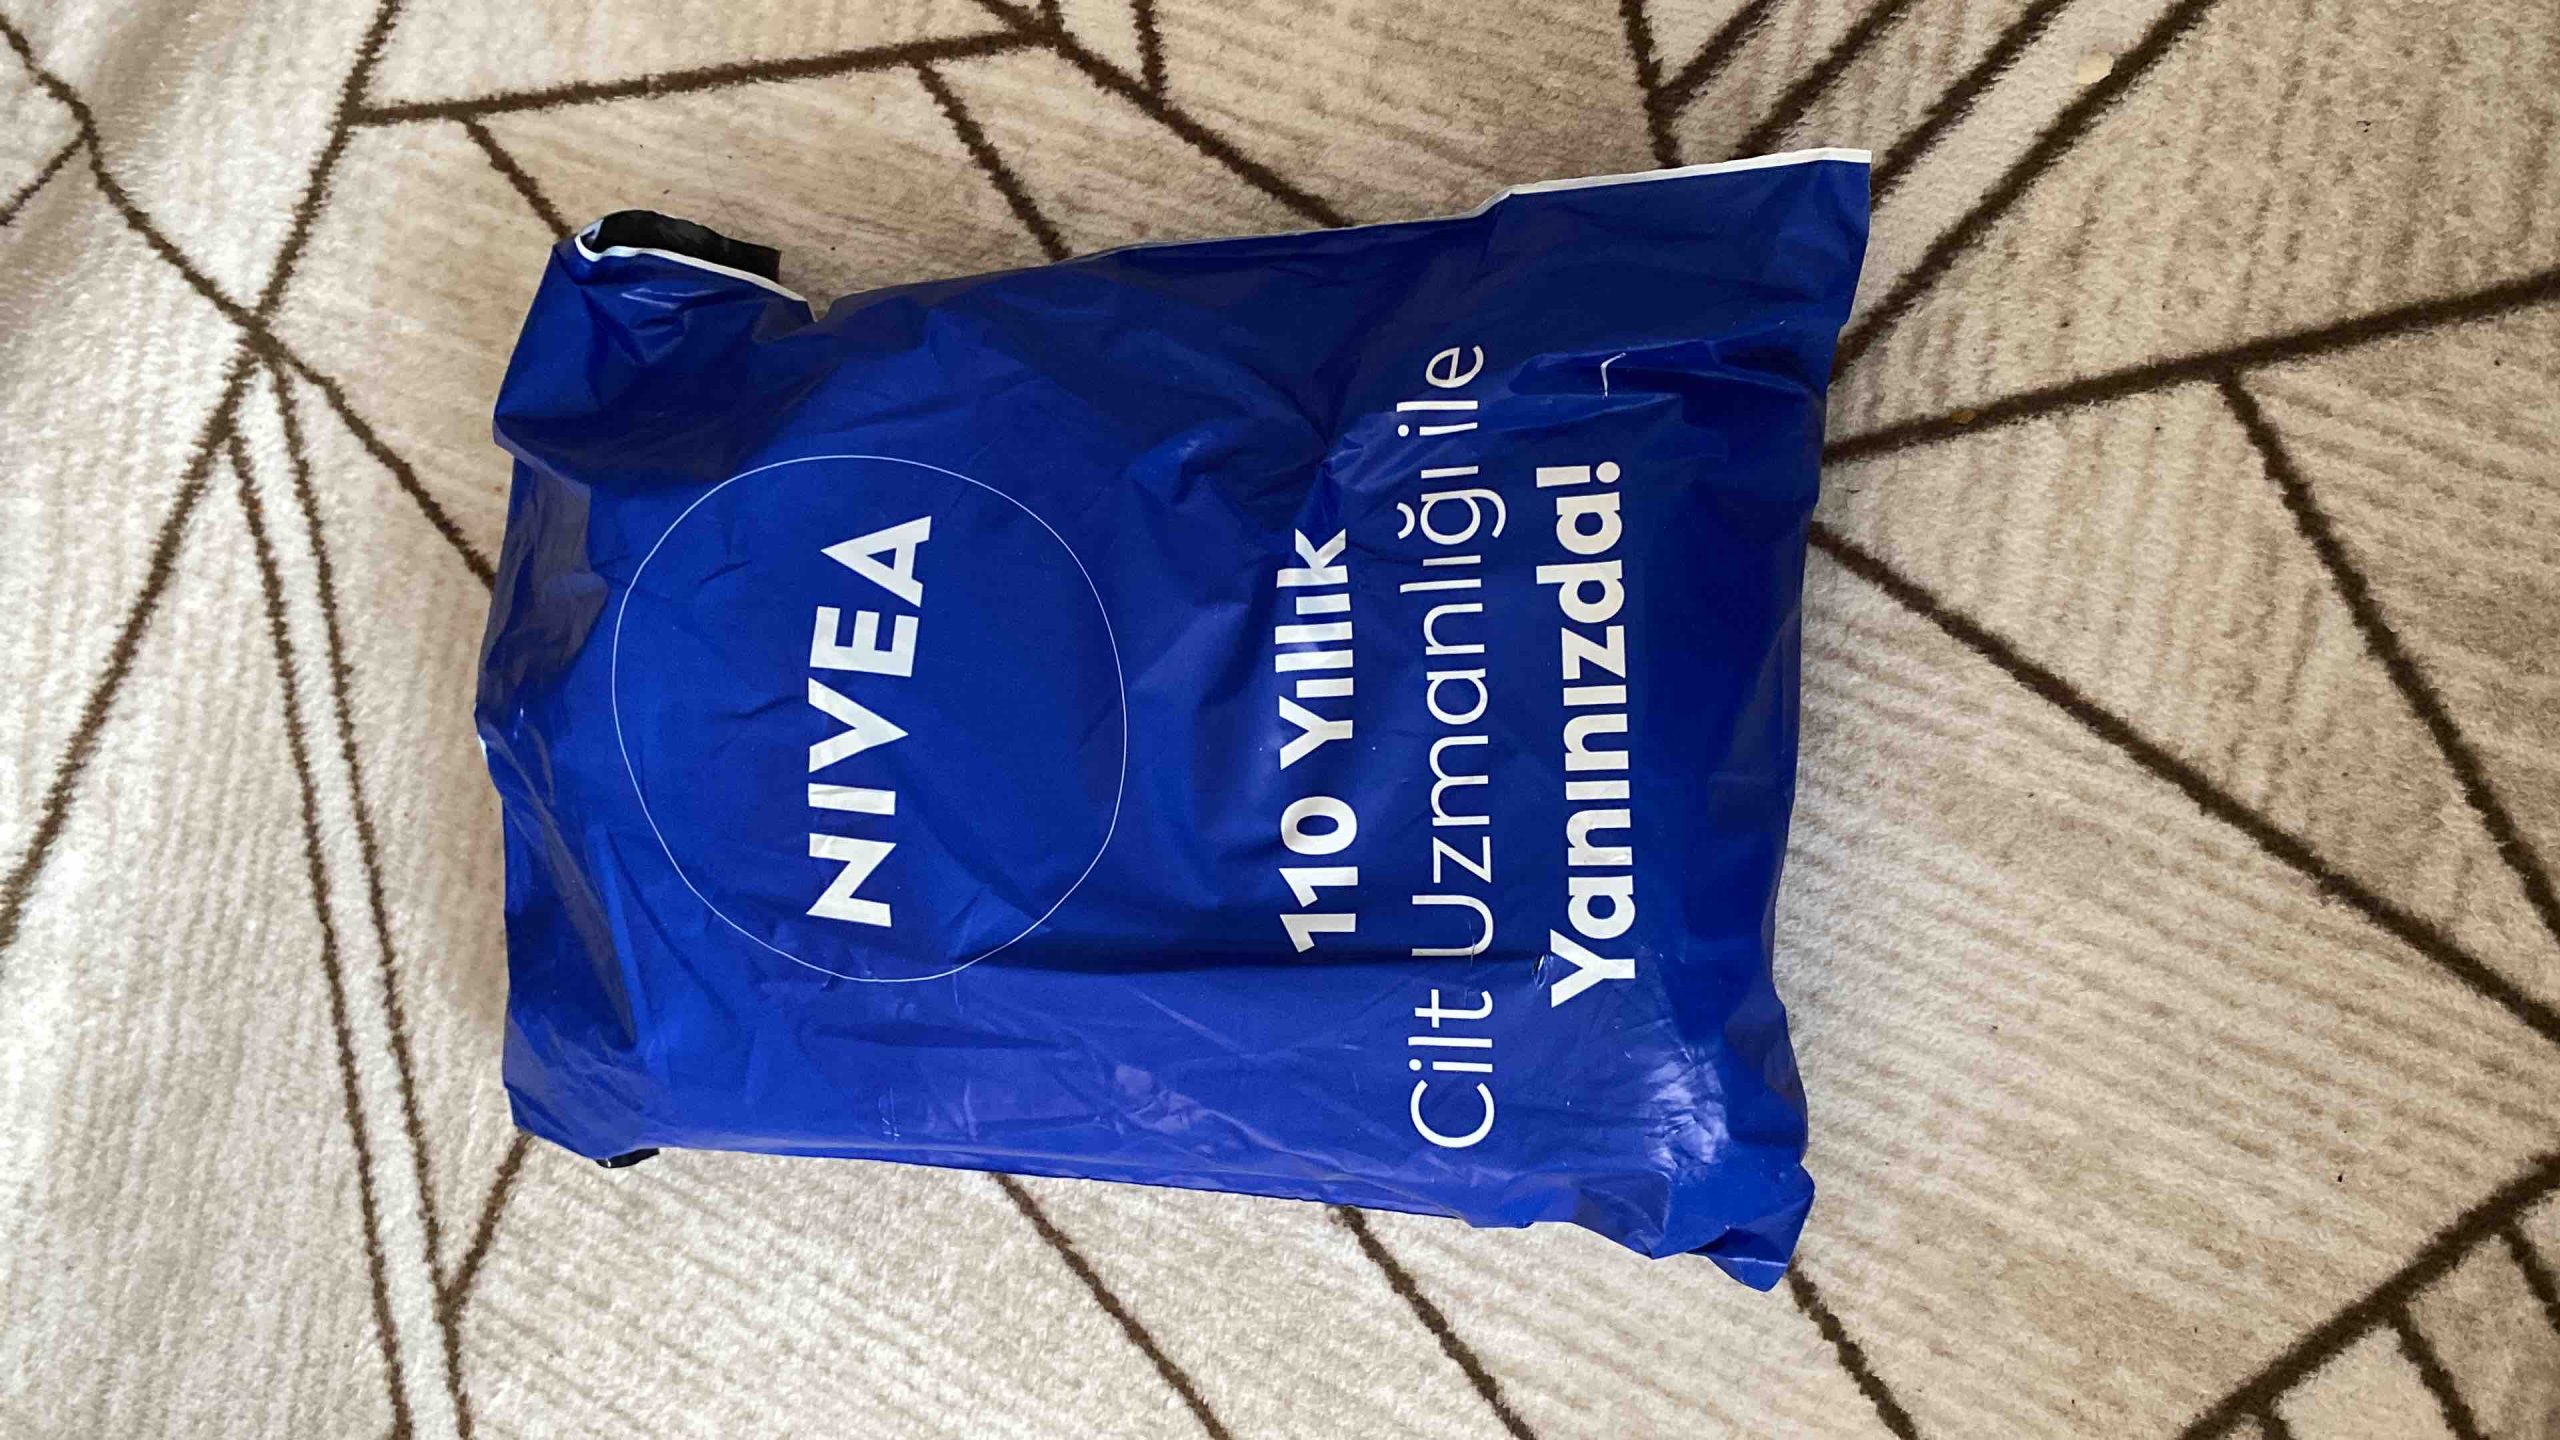 NIVEA
110 Yıllık
Cilt Uzmanlığı ile
Yanınızda!